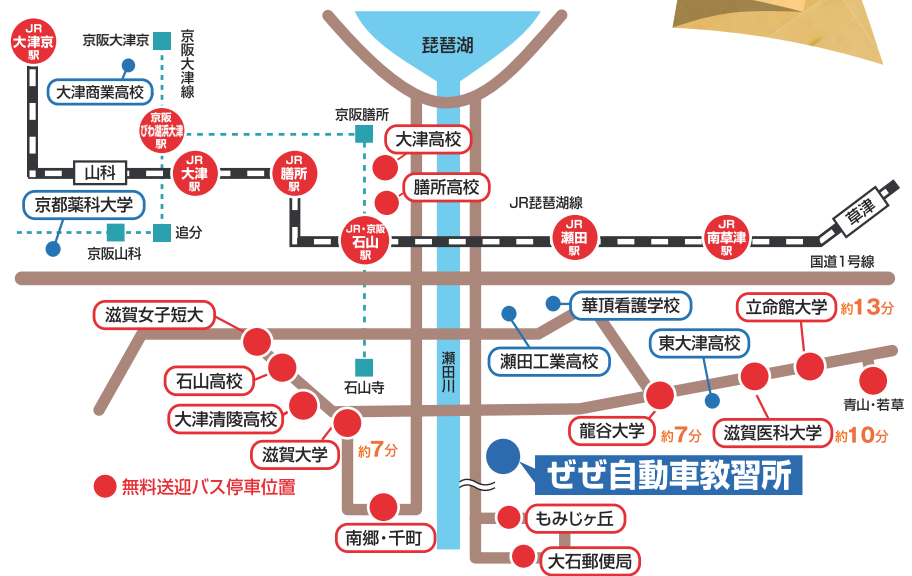 JR
大津京
駅
京阪大津京
京阪大津線
琵琶湖
大津商業高校
京阪
びわ湖浜大津
駅
京阪膳所
大津高校
山科
JR
大津
駅
JR
膳所
駅
膳所高校
京都薬科大学
JR琵琶湖線
草津
追分
京阪山科
JR・京阪
石山
駅
JR
瀬田
駅
JR
南草津
駅
国道1号線
滋賀女子短大
華頂看護学校
立命館大学
約13分
瀬田工業高校
東大津高校
瀬田川
石山高校
石山寺
青山・若草
大津清陵高校
滋賀大学
約7分
龍谷大学
約7分
滋賀医科大学
約10分
ぜぜ自動車教習所
無料送迎バス停車位置
もみじヶ丘
南郷・千町
大石郵便局